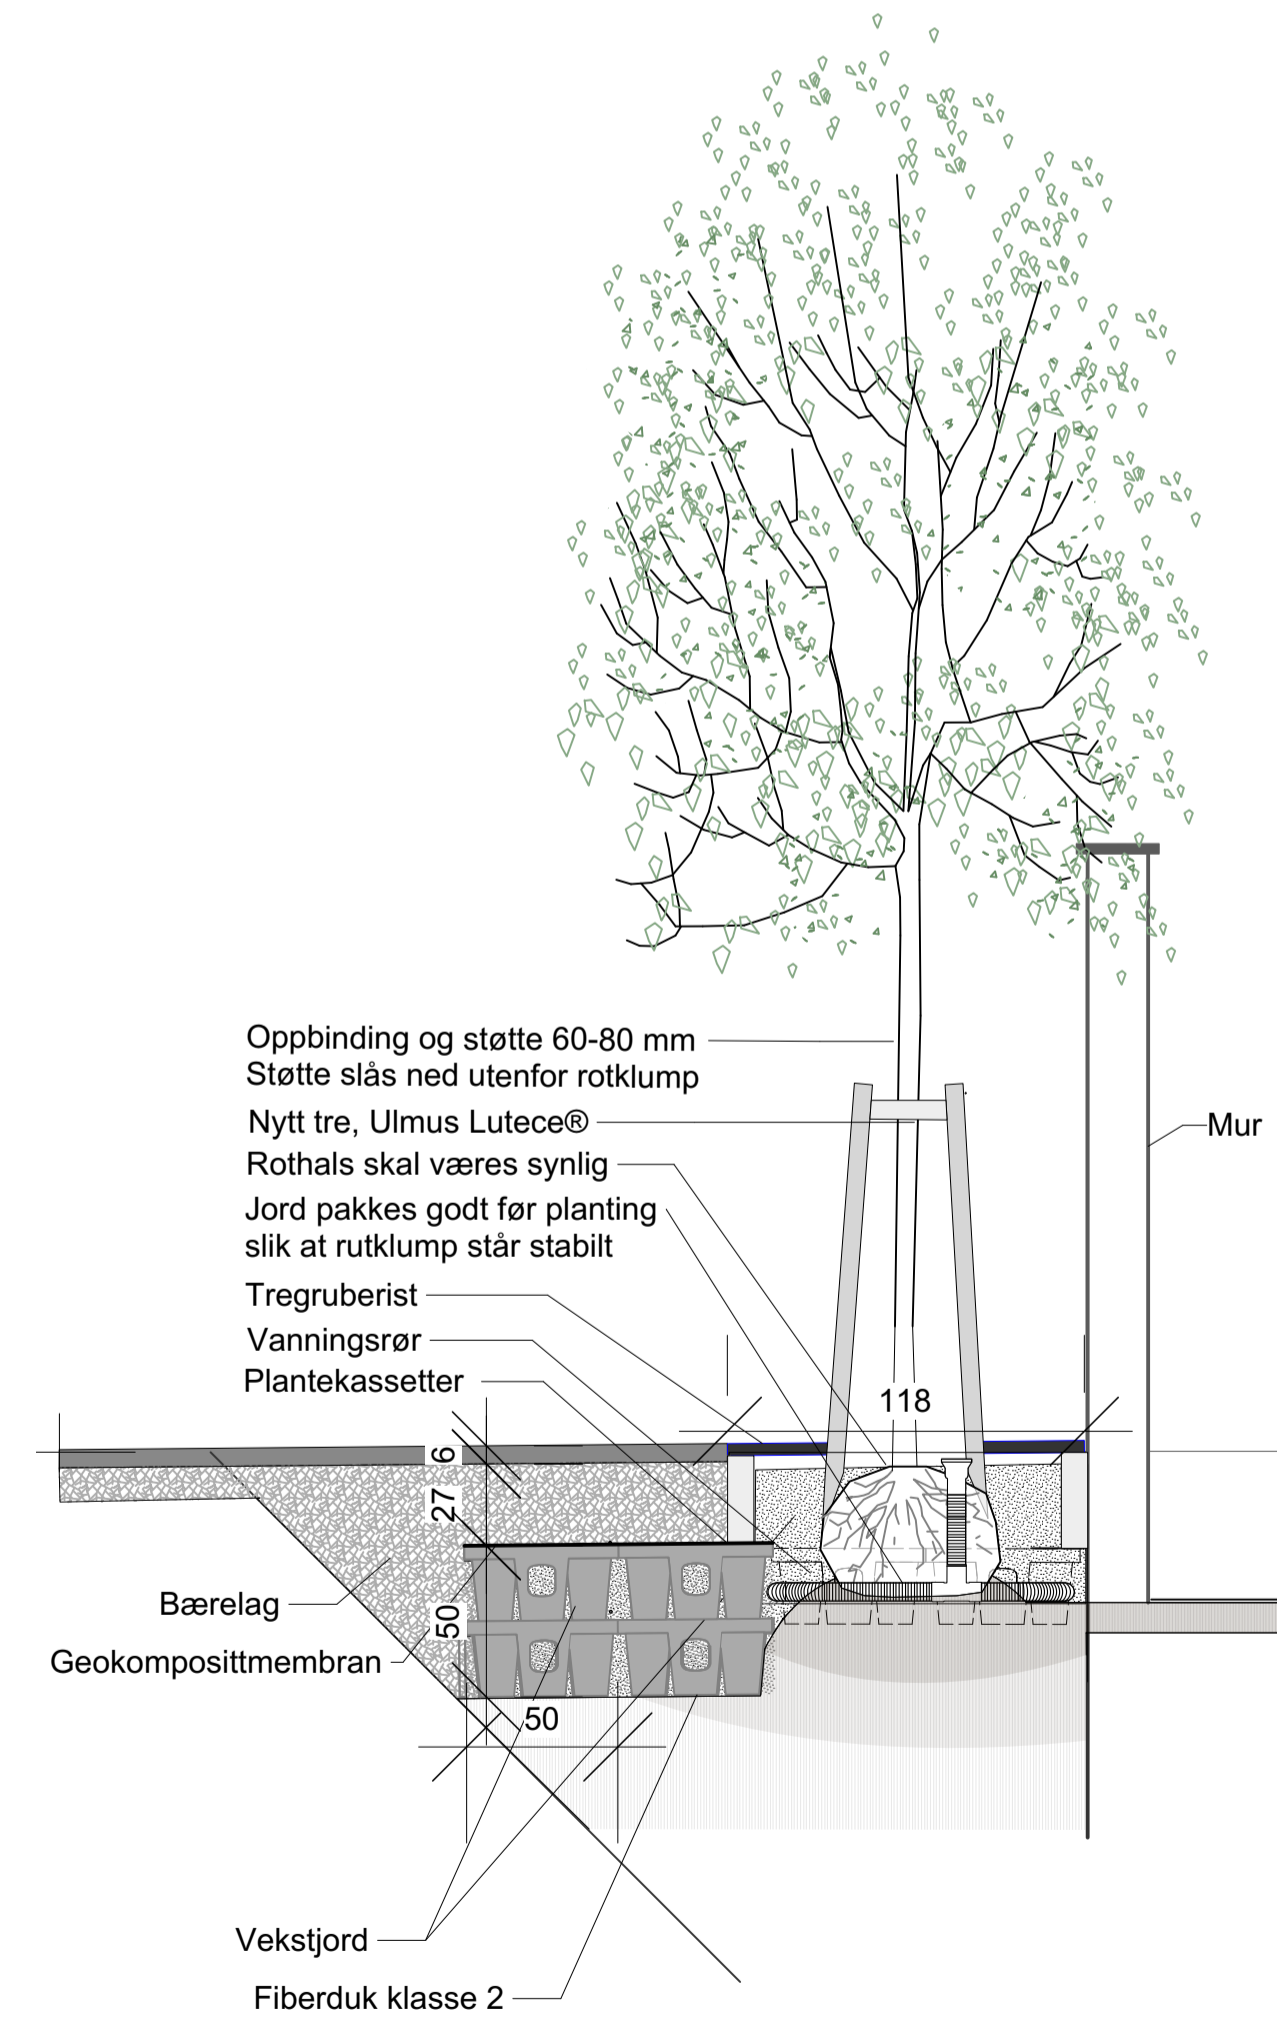 Oppbinding og støtte 60-80 mm
Støtte slås ned utenfor rotklump
Nytt tre, Ulmus Lutece®
Mur
Rothals skal væres synlig
Jord pakkes godt før planting
slik at rutklump står stabilt
Tregruberist
Vanningsrør
Plantekassetter
118
6
27
Bærelag
50
Geokomposittmembran
50
Vekstjord
Fiberduk klasse 2